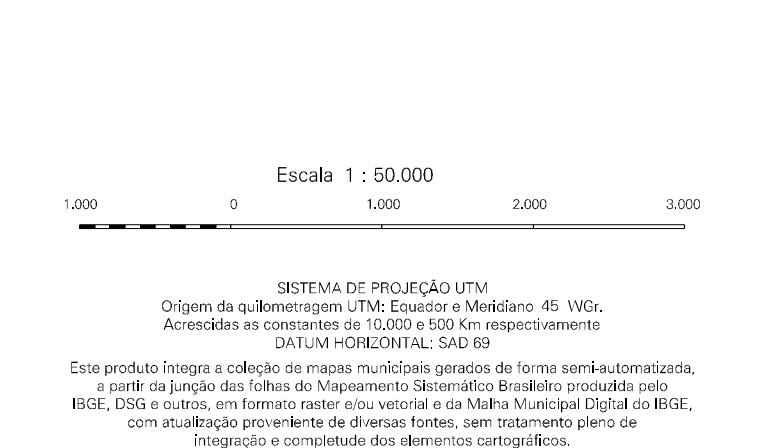 Escala 1 : 50.000
1.000 0 1.000 2.000 3.000
SISTEMA DE PROJEÇÃO UTM
Origem da quilometragem UTM: Equador e Meridiano 45 WGr.
Acrescidas as constantes de 10.000 e 500 Km respectivamente
DATUM HORIZONTAL: SAD 69
Este produto integra a coleção de mapas municipais gerados de forma semi-automatizada,
a partir da junção das folhas do Mapeamento Sistemático Brasileiro produzida pelo
IBGE, DSG e outros, em formato raster e/ou vetorial e da Malha Municipal Digital do IBGE,
com atualização proveniente de diversas fontes, sem tratamento pleno de
integração e completude dos elementos cartográficos.